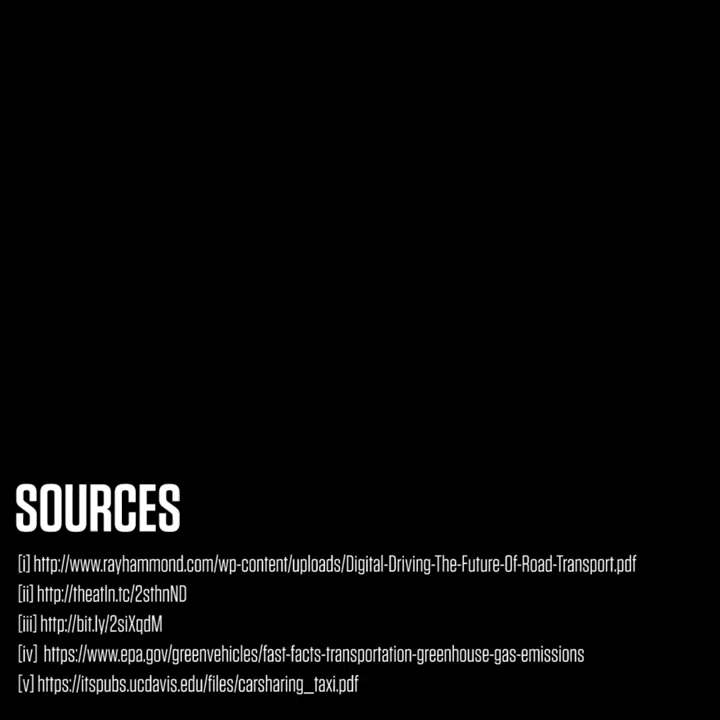 SOURCES
[i] http://www.rayhammond.com/wp-content/uploads/Digital-Driving-The-Future-Of-Road-Transport.pdf
[ii] http://theatln.tc/2sthnND
[iii] http://bit.ly/2siXqdM
[iv] https://www.epa.gov/greenvehicles/fast-facts-transportation-greenhouse-gas-emissions
[v] https://itspubs.ucdavis.edu/files/carsharing_taxi.pdf